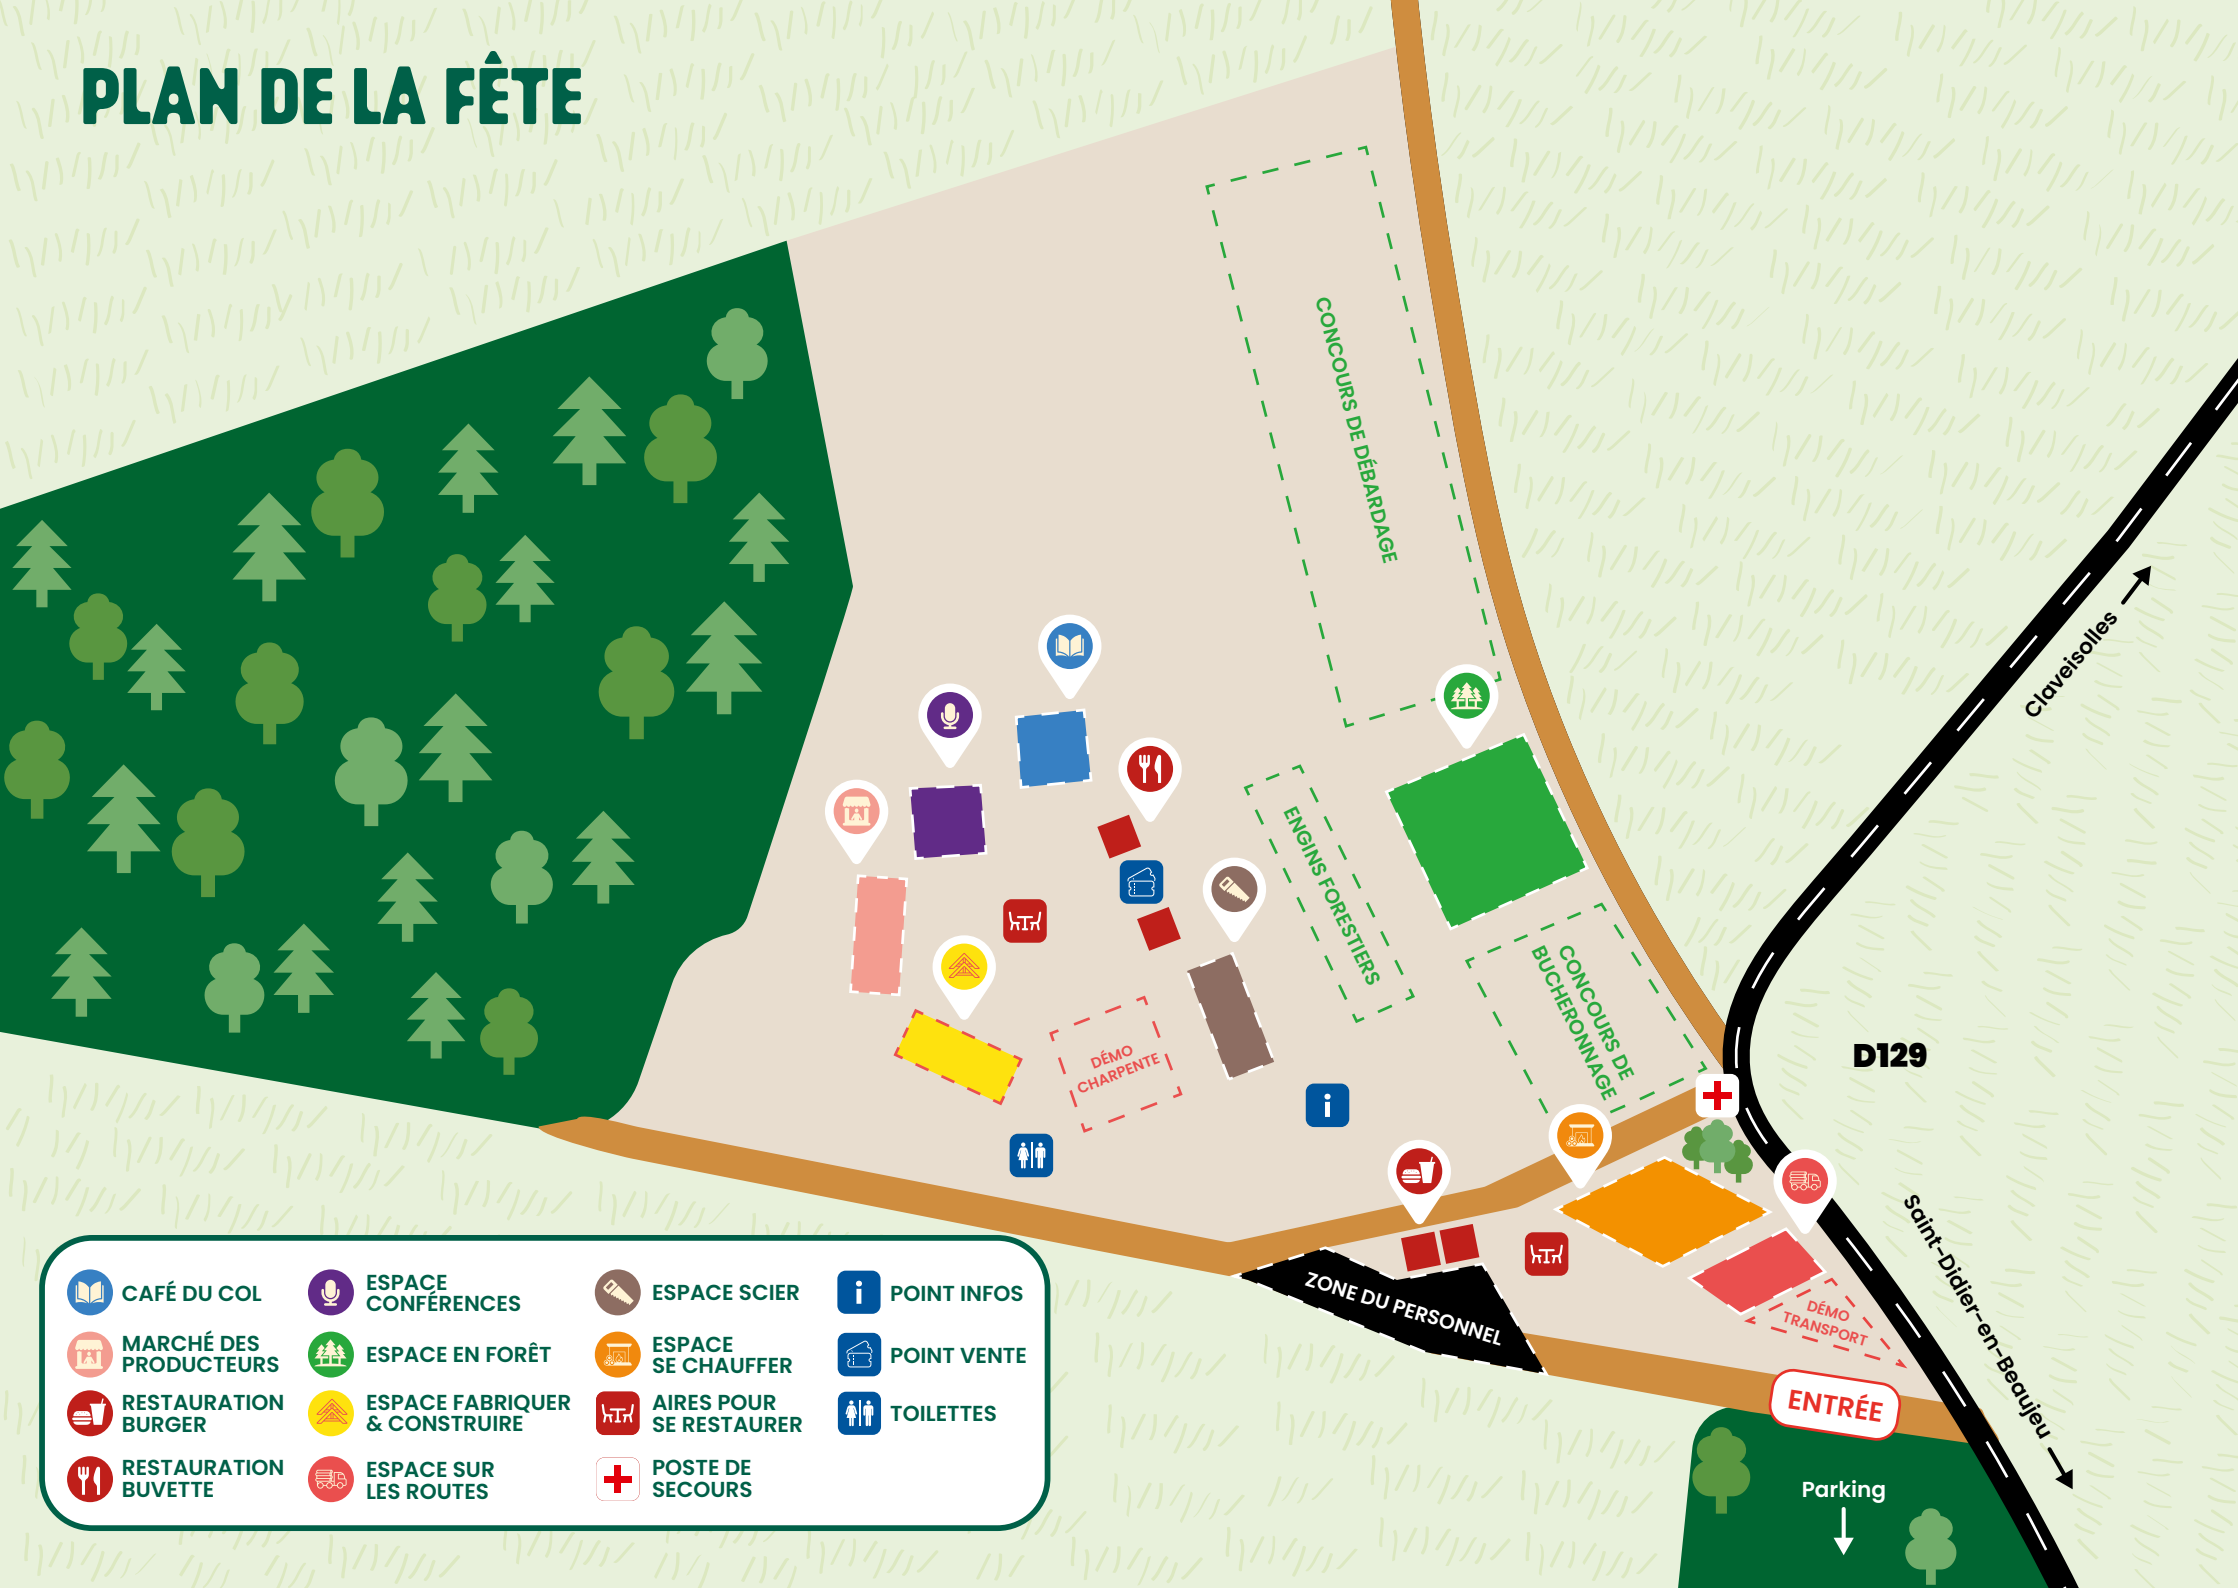 PLAN DE LA FÊTE
CONCOURS DE DÉBARDAGE
ENGINS FORESTIERS
CONCOURS DE
BUCHERONNAGE
DÉMO
CHARPENTE
Claveisolles
D129
Saint-Didier-en-Beaujeu
ZONE DU PERSONNEL
DÉMO
TRANSPORT
ENTRÉE
Parking
CAFÉ DU COL
MARCHÉ DES
PRODUCTEURS
RESTAURATION
BURGER
RESTAURATION
BUVETTE
ESPACE
CONFÉRENCES
ESPACE EN FORÊT
ESPACE FABRIQUER
& CONSTRUIRE
ESPACE SUR
LES ROUTES
ESPACE SCIER
ESPACE
SE CHAUFFER
AIRES POUR
SE RESTAURER
POSTE DE
SECOURS
POINT INFOS
POINT VENTE
TOILETTES